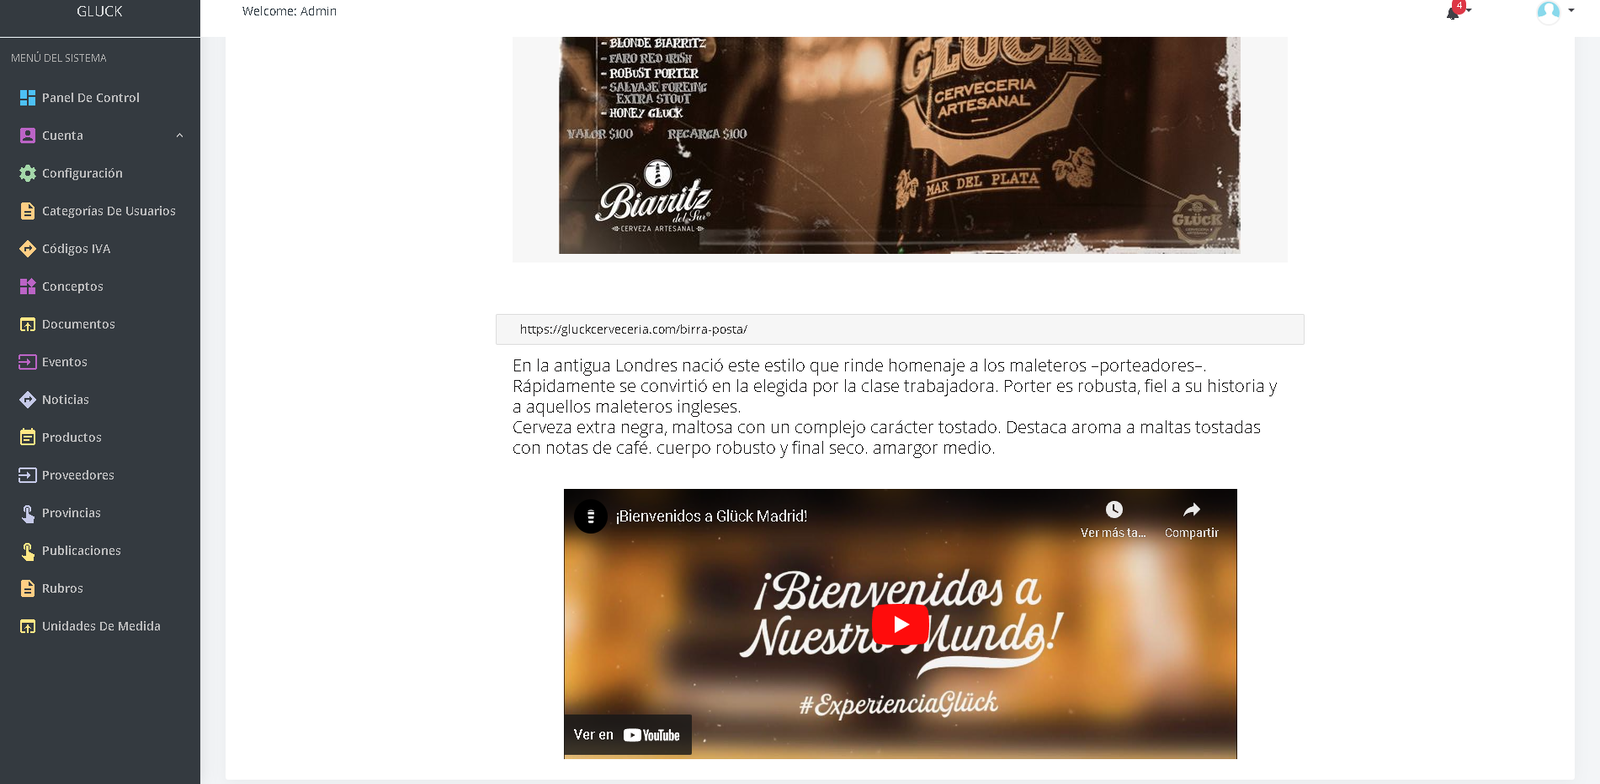 GLUCK
Welcome: Admin
4
MENÚ DEL SISTEMA
Panel De Control
Cuenta
Configuración
Categorías De Usuarios
Códigos IVA
Conceptos
Documentos
Eventos
Noticias
Productos
Proveedores
Provincias
Publicaciones
Rubros
Unidades De Medida
- BLONDE BIARRITZ
- FARO RED IRISH
- ROBUST PORTER
- SALVAJE FOREING
EXTRA STOUT
- HONEY GLUCK
VALOR $100 RECARGA $100
Biarritz
del Sur®
CERVEZA ARTESANAL
GLÜCK
CERVECERIA
ARTESANAL
MAR DEL PLATA
GLÜCK
https://gluckcerveceria.com/birra-posta/
En la antigua Londres nació este estilo que rinde homenaje a los maleteros –porteadores–.
Rápidamente se convirtió en la elegida por la clase trabajadora. Porter es robusta, fiel a su historia y
a aquellos maleteros ingleses.
Cerveza extra negra, maltosa con un complejo carácter tostado. Destaca aroma a maltas tostadas
con notas de café. cuerpo robusto y final seco. amargor medio.
¡Bienvenidos a Glück Madrid!
Ver más ta...
Compartir
¡Bienvenidos a
Nuestro Mundo!
#ExperienciaGlück
Ver en YouTube